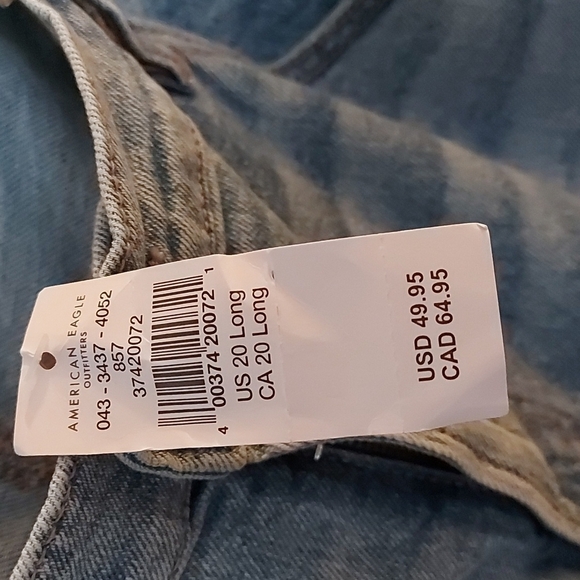 AMERICAN EAGLE
OUTFITTERS
043 - 3437 - 4052
857
37420072
4 00374 20072 1
US 20 Long
CA 20 Long
USD 49.95
CAD 64.95